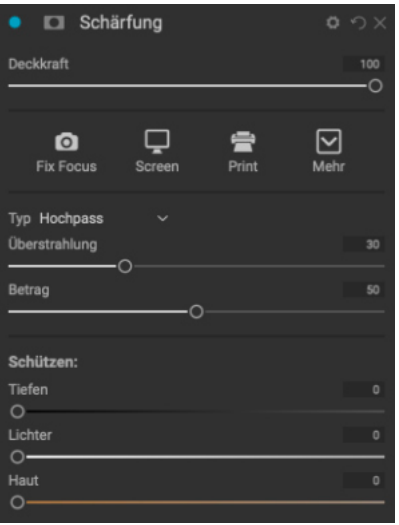 Schärfung
Deckkraft 100
Fix Focus Screen Print Mehr
Typ Hochpass
Überstrahlung 30
Betrag 50
Schützen:
Tiefen 0
Lichter 0
Haut 0